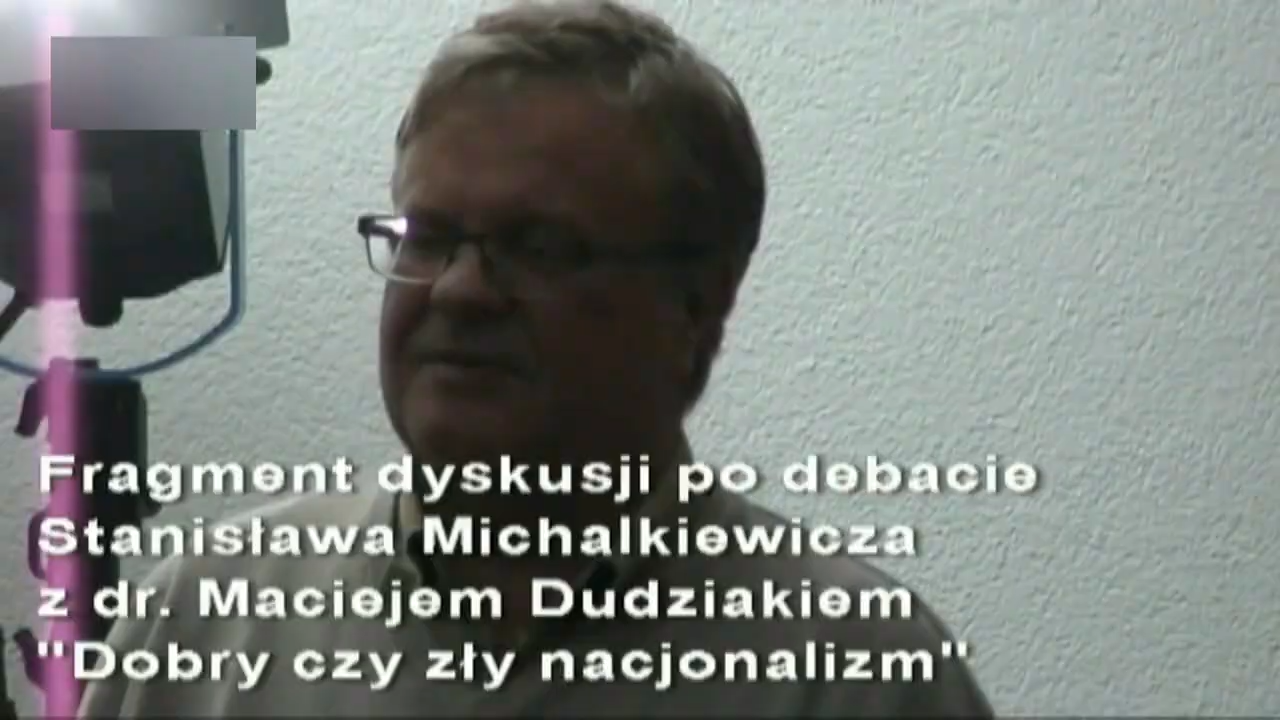 Fragment dyskusji po debacie
Stanisława Michalkiewicza
z dr. Maciejem Dudziakiem
"Dobry czy zły nacjonalizm"